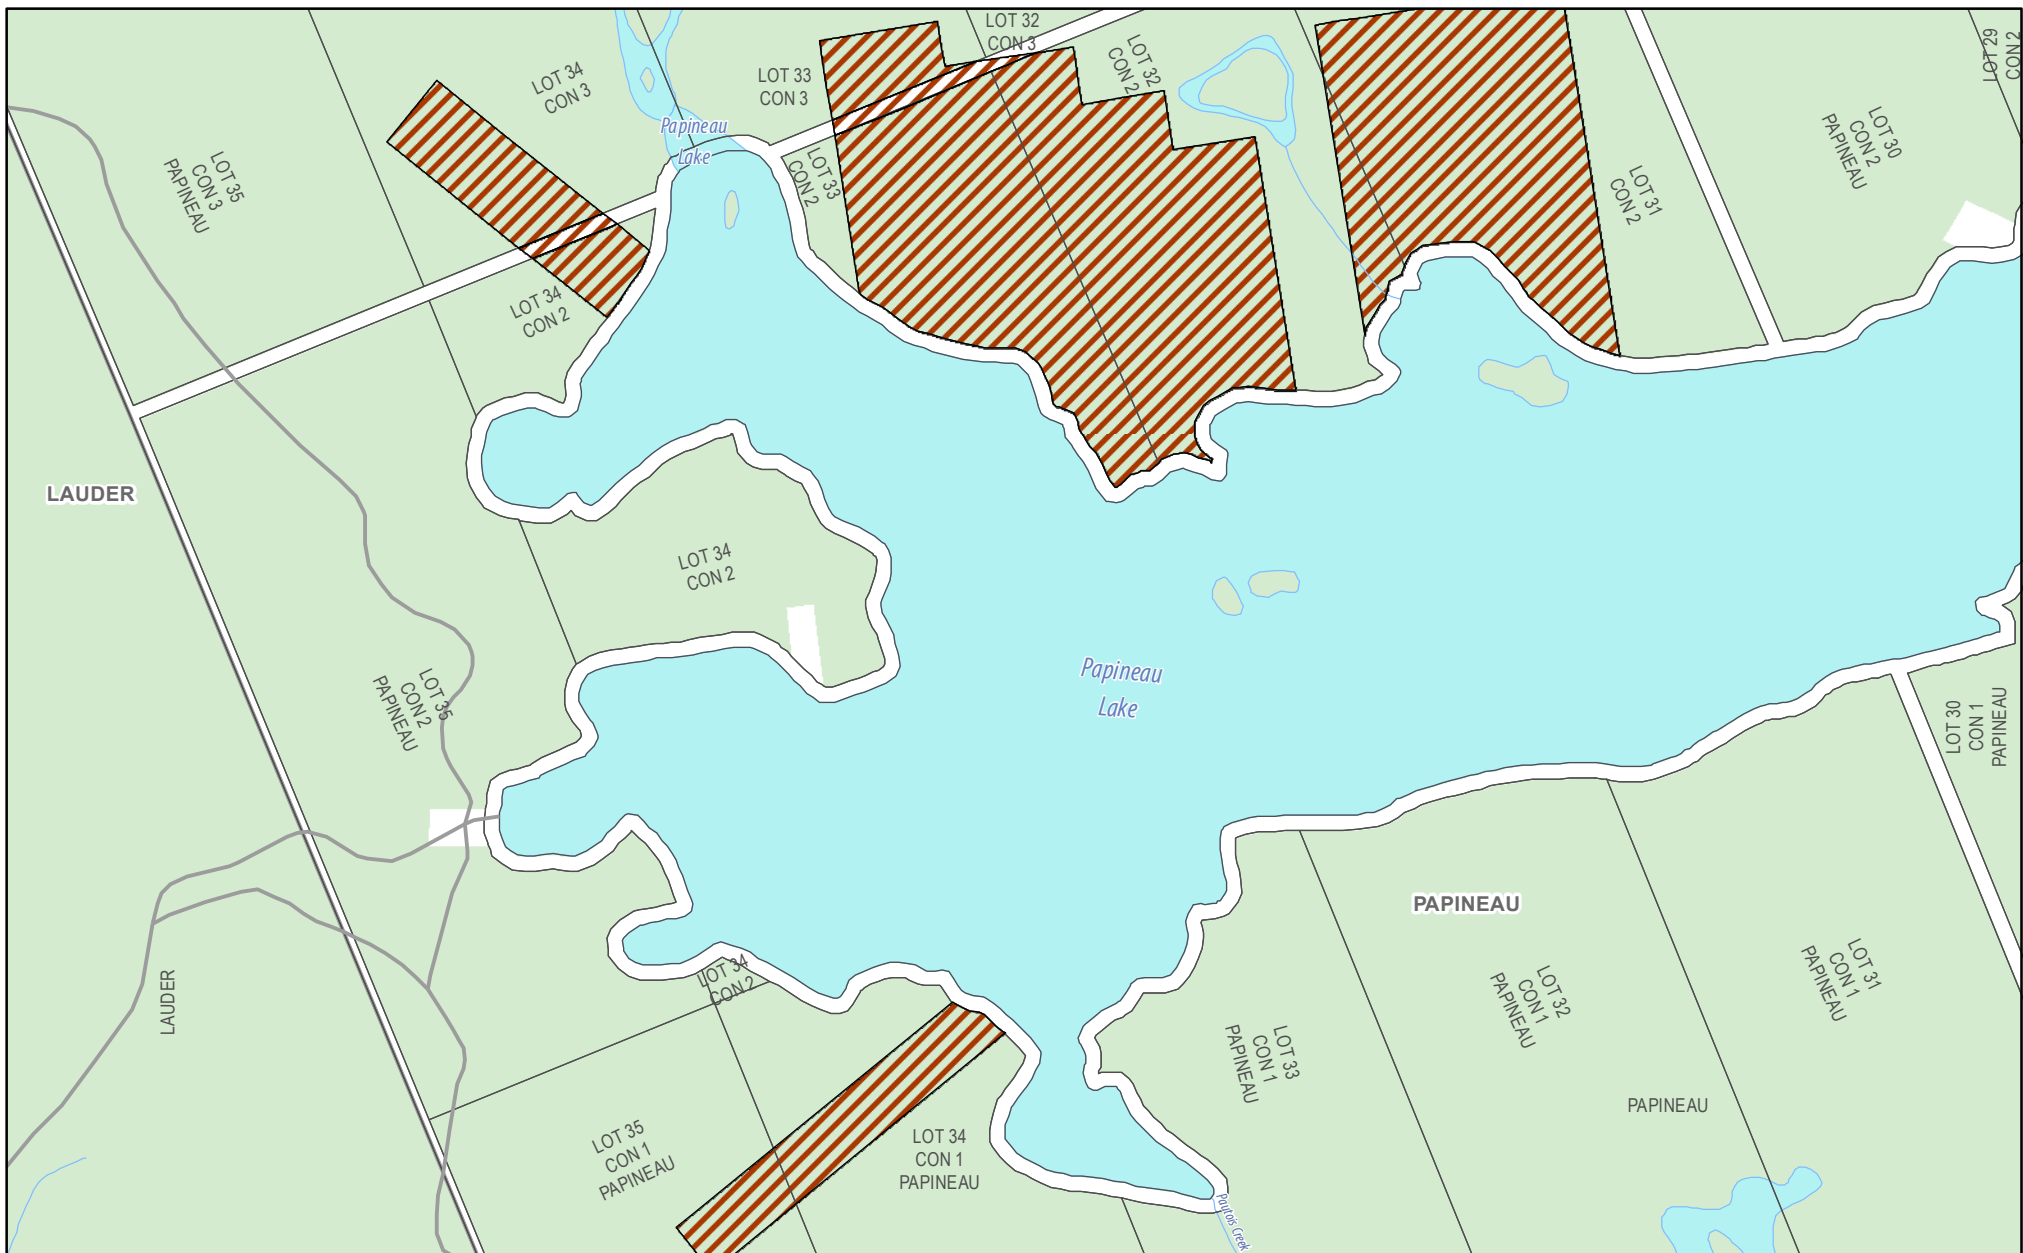 LOT 32
CON 3
LOT 34
CON 3
LOT 33
CON 3
LOT 32
CON 2
LOT 29
CON 2
Papineau
Lake
LOT 35
CON 3
PAPINEAU
LOT 33
CON 2
LOT 31
CON 2
LOT 30
CON 2
PAPINEAU
LOT 34
CON 2
LAUDER
LOT 34
CON 2
LOT 35
CON 2
PAPINEAU
Papineau
Lake
LOT 30
CON 1
PAPINEAU
PAPINEAU
LAUDER
LOT 34
CON 2
LOT 33
CON 1
PAPINEAU
LOT 32
CON 1
PAPINEAU
LOT 31
CON 1
PAPINEAU
PAPINEAU
LOT 35
CON 1
PAPINEAU
LOT 34
CON 1
PAPINEAU
Pautois Creek